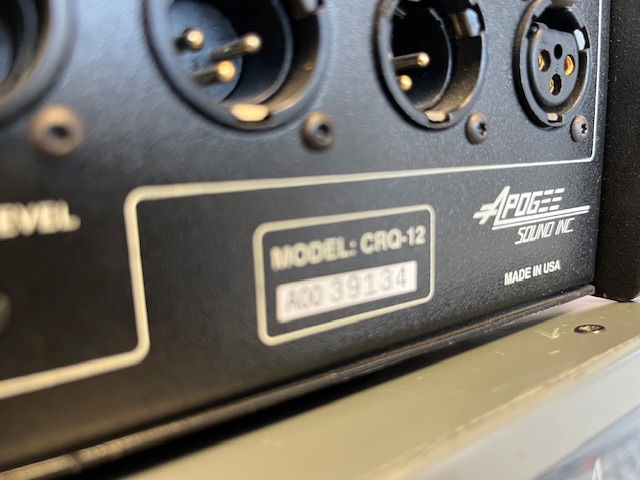 EVEL
MODEL: CRQ-12
A00 39134
APOGEE
SOUND INC.
MADE IN USA